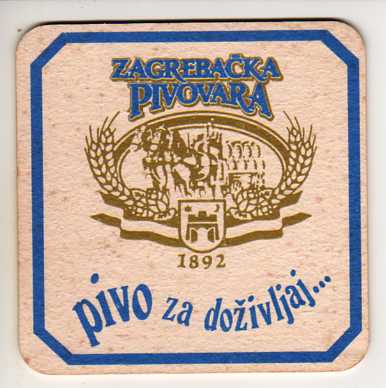 ZAGREBAČKA
PIVOVARA
1892
pivo za doživljaj...